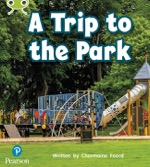 A Trip to
the Park
Written by Charmaine Foord
Pearson